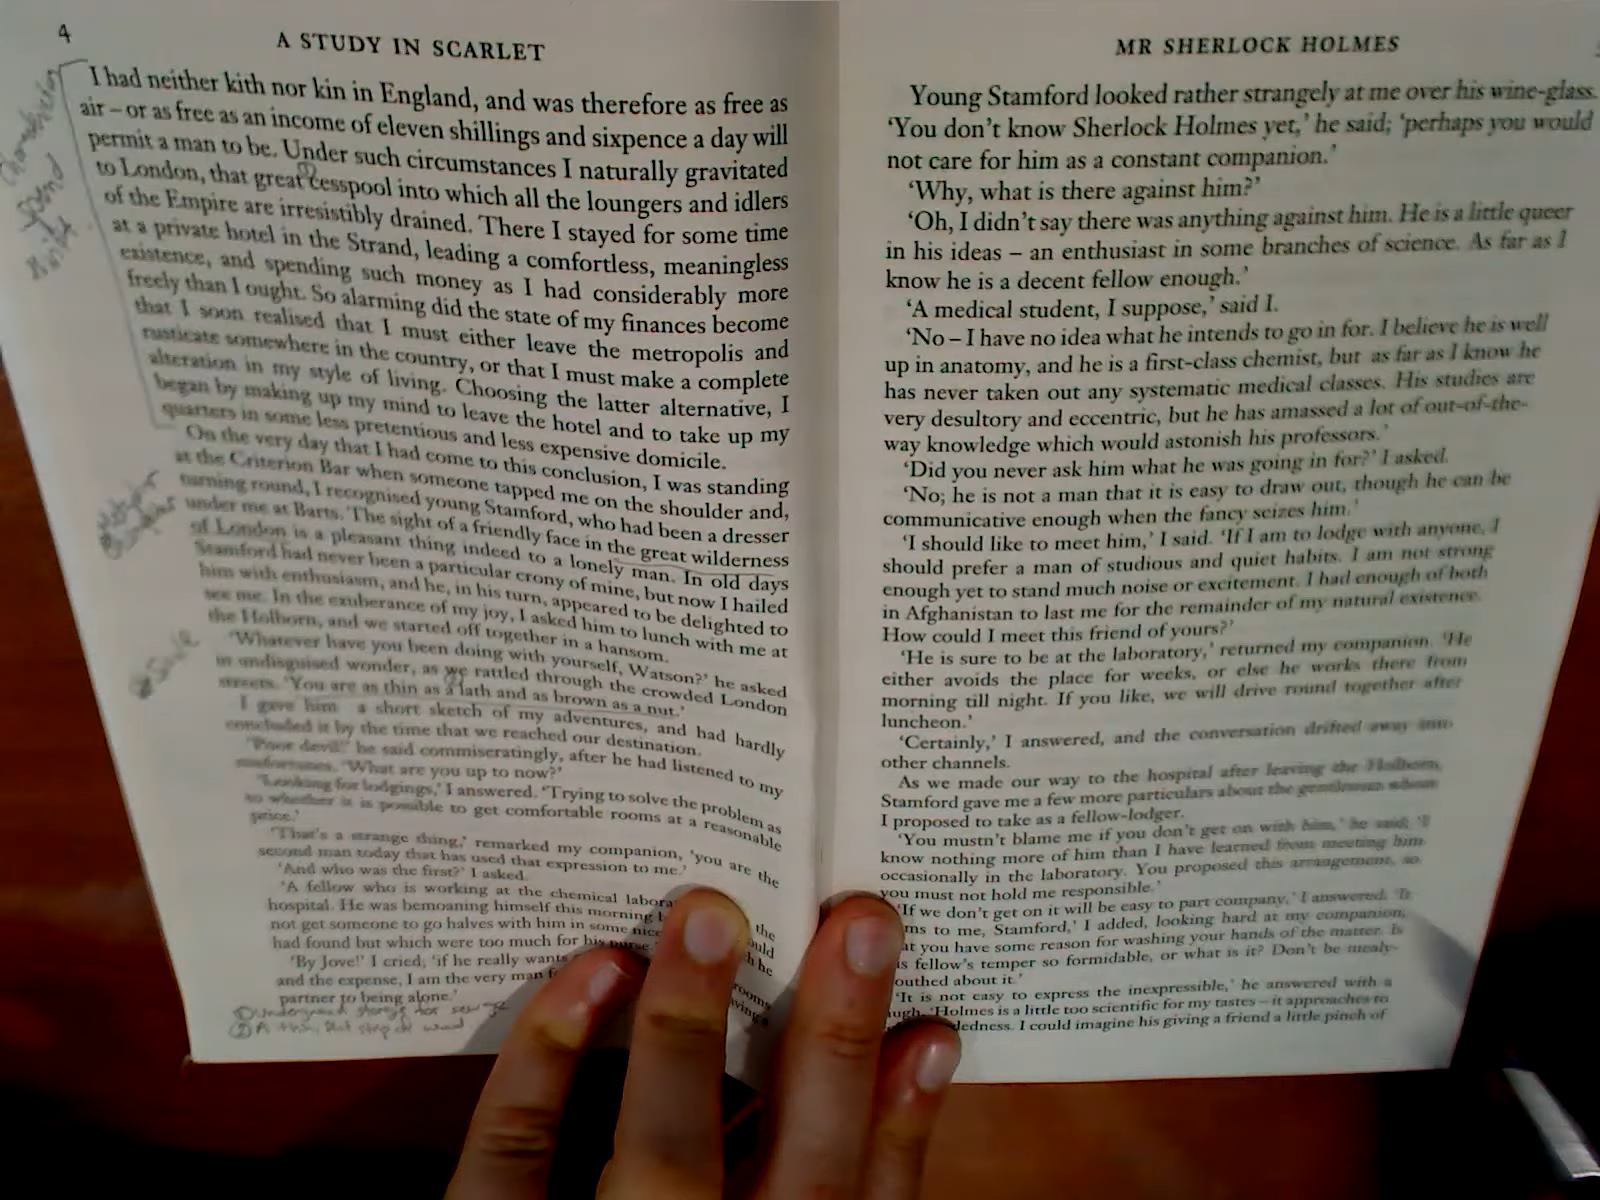 4
A STUDY IN SCARLET
I had neither kith nor kin in England, and was therefore as free as
air – or as free as an income of eleven shillings and sixpence a day will
permit a man to be. Under such circumstances I naturally gravitated
to London, that great cesspool into which all the loungers and idlers
of the Empire are irresistibly drained. There I stayed for some time
at a private hotel in the Strand, leading a comfortless, meaningless
existence, and spending such money as I had considerably more
freely than I ought. So alarming did the state of my finances become
that I soon realised that I must either leave the metropolis and
rusticate somewhere in the country, or that I must make a complete
alteration in my style of living. Choosing the latter alternative, I
began by making up my mind to leave the hotel and to take up my
quarters in some less pretentious and less expensive domicile.
On the very day that I had come to this conclusion, I was standing
at the Criterion Bar when someone tapped me on the shoulder and,
turning round, I recognised young Stamford, who had been a dresser
under me at Barts. The sight of a friendly face in the great wilderness
of London is a pleasant thing indeed to a lonely man. In old days
Stamford had never been a particular crony of mine, but now I hailed
him with enthusiasm, and he, in his turn, appeared to be delighted to
see me. In the exuberance of my joy, I asked him to lunch with me at
the Holborn, and we started off together in a hansom.
‘Whatever have you been doing with yourself, Watson?’ he asked
in undisguised wonder, as we rattled through the crowded London
streets. ‘You are as thin as a lath and as brown as a nut.’
I gave him a short sketch of my adventures, and had hardly
concluded it by the time that we reached our destination.
‘Poor devil!’ he said commiseratingly, after he had listened to my
misfortunes. ‘What are you up to now?’
‘Looking for lodgings,’ I answered. ‘Trying to solve the problem as
to whether it is possible to get comfortable rooms at a reasonable
price.’
‘That’s a strange thing,’ remarked my companion, ‘you are the
second man today that has used that expression to me.’
‘And who was the first?’ I asked.
‘A fellow who is working at the chemical labora the
hospital. He was bemoaning himself this morning ould
not get someone to go halves with him in some nice h he
had found but which were too much for his purse.
‘By Jove!’ I cried, ‘if he really wants rooms
and the expense, I am the very man f ving a
partner to being alone.’
MR SHERLOCK HOLMES
Young Stamford looked rather strangely at me over his wine-glass.
‘You don’t know Sherlock Holmes yet,’ he said; ‘perhaps you would
not care for him as a constant companion.’
‘Why, what is there against him?’
‘Oh, I didn’t say there was anything against him. He is a little queer
in his ideas – an enthusiast in some branches of science. As far as I
know he is a decent fellow enough.’
‘A medical student, I suppose,’ said I.
‘No – I have no idea what he intends to go in for. I believe he is well
up in anatomy, and he is a first-class chemist, but as far as I know he
has never taken out any systematic medical classes. His studies are
very desultory and eccentric, but he has amassed a lot of out-of-the-
way knowledge which would astonish his professors.’
‘Did you never ask him what he was going in for?’ I asked.
‘No; he is not a man that it is easy to draw out, though he can be
communicative enough when the fancy seizes him.’
‘I should like to meet him,’ I said. ‘If I am to lodge with anyone, I
should prefer a man of studious and quiet habits. I am not strong
enough yet to stand much noise or excitement. I had enough of both
in Afghanistan to last me for the remainder of my natural existence.
How could I meet this friend of yours?’
‘He is sure to be at the laboratory,’ returned my companion. ‘He
either avoids the place for weeks, or else he works there from
morning till night. If you like, we will drive round together after
luncheon.’
‘Certainly,’ I answered, and the conversation drifted away into
other channels.
As we made our way to the hospital after leaving the Holborn,
Stamford gave me a few more particulars about the gentleman whom
I proposed to take as a fellow-lodger.
‘You mustn’t blame me if you don’t get on with him,’ he said; ‘I
know nothing more of him than I have learned from meeting him
occasionally in the laboratory. You proposed this arrangement, so
you must not hold me responsible.’
‘If we don’t get on it will be easy to part company,’ I answered. ‘It
ms to me, Stamford,’ I added, looking hard at my companion,
at you have some reason for washing your hands of the matter. Is
is fellow’s temper so formidable, or what is it? Don’t be mealy-
outhed about it.’
‘It is not easy to express the inexpressible,’ he answered with a
ugh. ‘Holmes is a little too scientific for my tastes – it approaches to
ledness. I could imagine his giving a friend a little pinch of